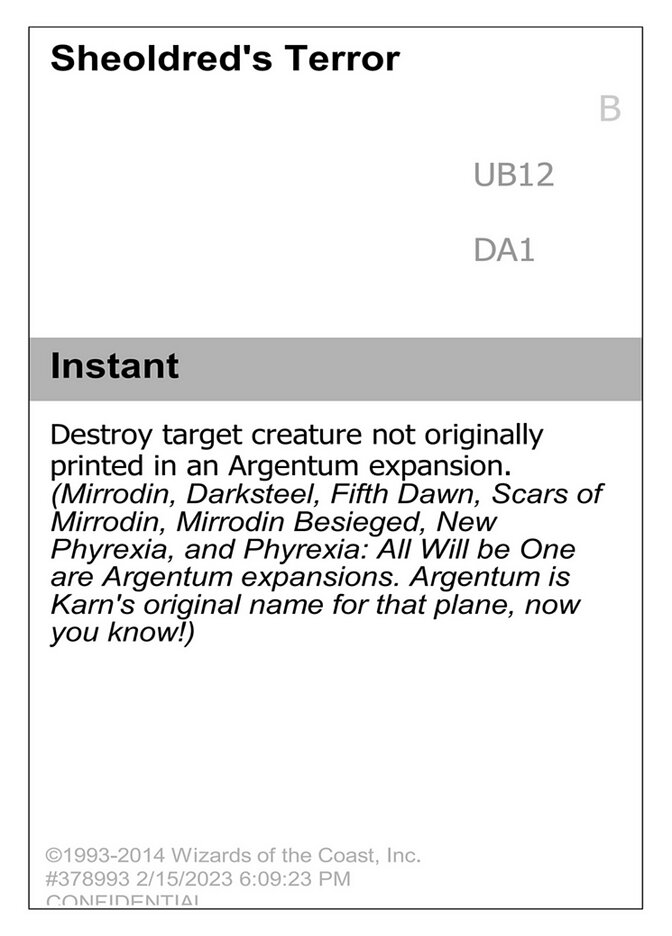 Sheoldred's Terror
B
UB12
DA1
Instant
Destroy target creature not originally
printed in an Argentum expansion.
(Mirrodin, Darksteel, Fifth Dawn, Scars of
Mirrodin, Mirrodin Besieged, New
Phyrexia, and Phyrexia: All Will be One
are Argentum expansions. Argentum is
Karn's original name for that plane, now
you know!)
©1993-2014 Wizards of the Coast, Inc.
#378993 2/15/2023 6:09:23 PM
CONFIDENTIAL